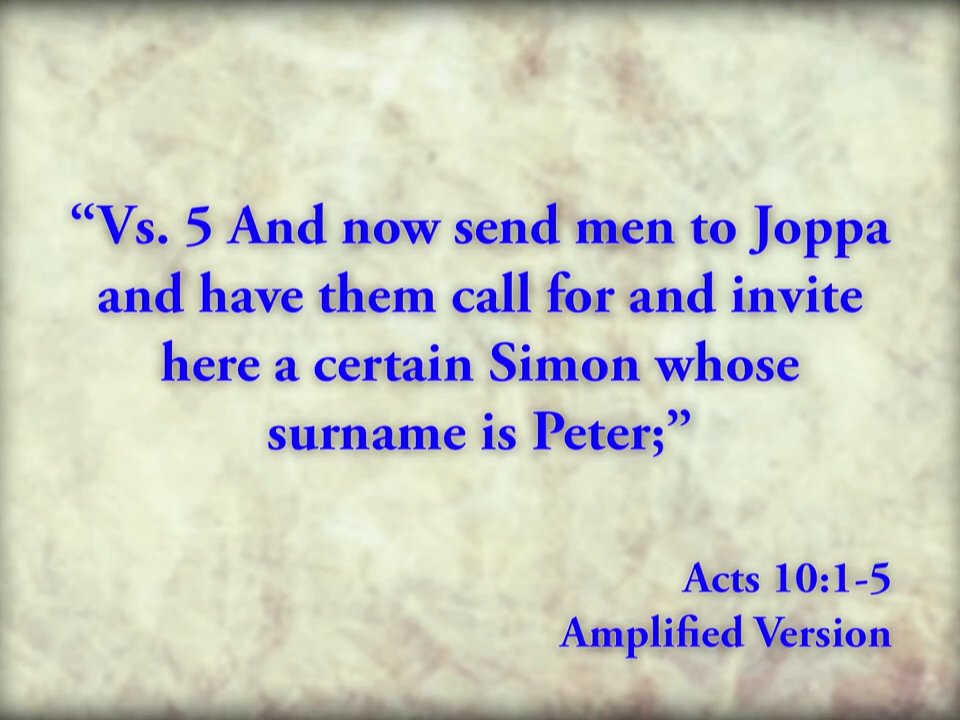 “Vs. 5 And now send men to Joppa
and have them call for and invite
here a certain Simon whose
surname is Peter;”
Acts 10:1-5
Amplified Version